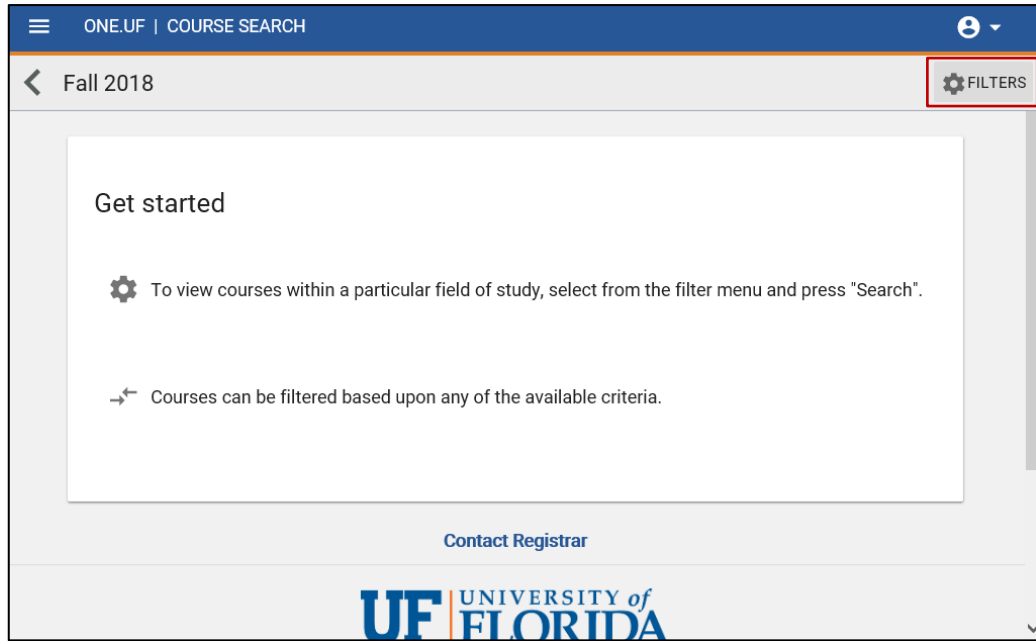 ONE.UF | COURSE SEARCH
Fall 2018
FILTERS
Get started
To view courses within a particular field of study, select from the filter menu and press "Search".
Courses can be filtered based upon any of the available criteria.
Contact Registrar
UF UNIVERSITY of
FLORIDA